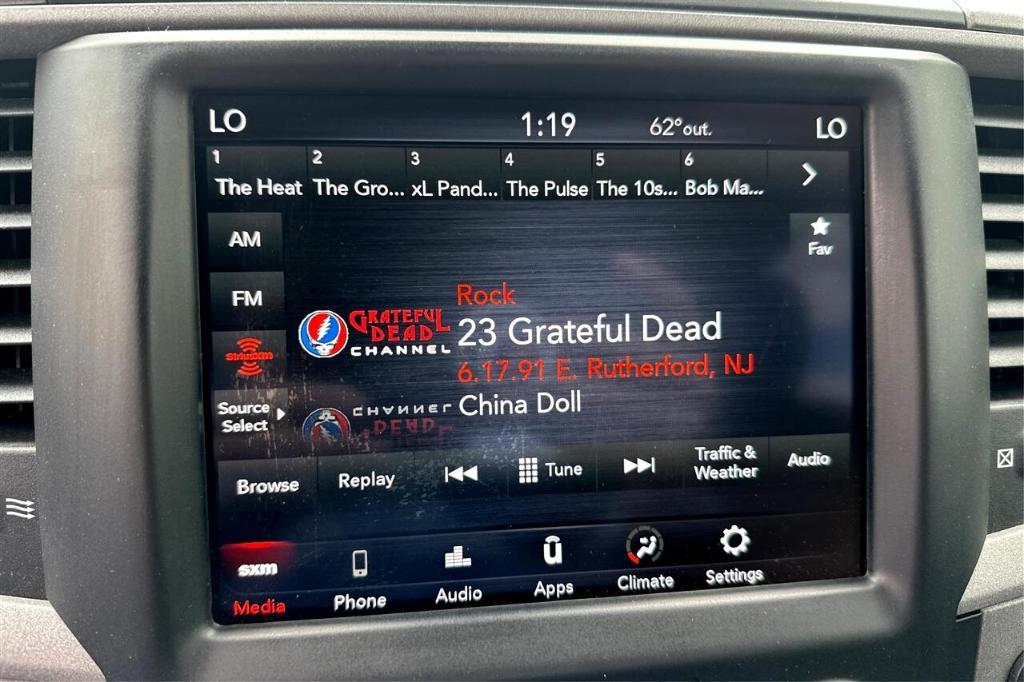 LO 1:19 62° out. LO
1 2 3 4 5 6
The Heat The Gro... xL Pand... The Pulse The 10s... Bob Ma...
AM
Fav
FM
Rock
GRATEFUL DEAD CHANNEL
23 Grateful Dead
SiriusXM
6.17.91 E. Rutherford, NJ
Source Select
China Doll
Browse Replay Tune Traffic & Weather Audio
sxm
Media Phone Audio Apps Climate Settings